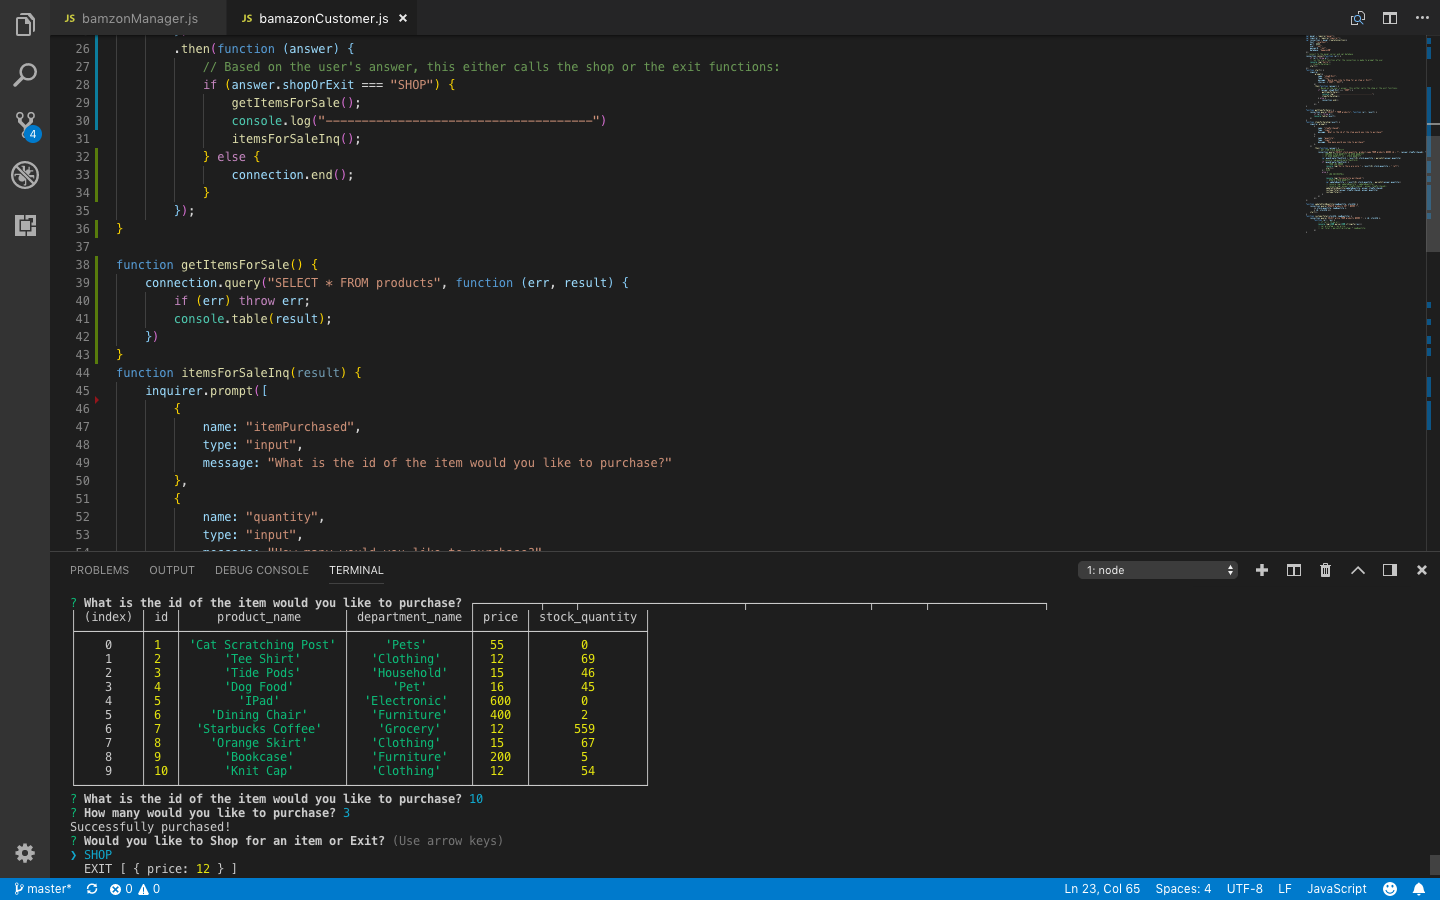 JS bamzonManager.js JS bamazonCustomer.js ×
26 .then(function (answer) {
27 // Based on the user's answer, this either calls the shop or the exit functions:
28 if (answer.shopOrExit === "SHOP") {
29 getItemsForSale();
30 console.log("-------------------------------------")
31 itemsForSaleInq();
32 } else {
33 connection.end();
34 }
35 });
36 }
37
38 function getItemsForSale() {
39 connection.query("SELECT * FROM products", function (err, result) {
40 if (err) throw err;
41 console.table(result);
42 })
43 }
44 function itemsForSaleInq(result) {
45 inquirer.prompt([
46 {
47 name: "itemPurchased",
48 type: "input",
49 message: "What is the id of the item would you like to purchase?"
50 },
51 {
52 name: "quantity",
53 type: "input",
54 message: "How many would you like to purchase?"
4
PROBLEMS OUTPUT DEBUG CONSOLE TERMINAL 1: node
? What is the id of the item would you like to purchase?
(index) id product_name department_name price stock_quantity
0 1 'Cat Scratching Post' 'Pets' 55 0
1 2 'Tee Shirt' 'Clothing' 12 69
2 3 'Tide Pods' 'Household' 15 46
3 4 'Dog Food' 'Pet' 16 45
4 5 'IPad' 'Electronic' 600 0
5 6 'Dining Chair' 'Furniture' 400 2
6 7 'Starbucks Coffee' 'Grocery' 12 559
7 8 'Orange Skirt' 'Clothing' 15 67
8 9 'Bookcase' 'Furniture' 200 5
9 10 'Knit Cap' 'Clothing' 12 54
? What is the id of the item would you like to purchase? 10
? How many would you like to purchase? 3
Successfully purchased!
? Would you like to Shop for an item or Exit? (Use arrow keys)
❯ SHOP
EXIT [ { price: 12 } ]
master* 0 0 Ln 23, Col 65 Spaces: 4 UTF-8 LF JavaScript